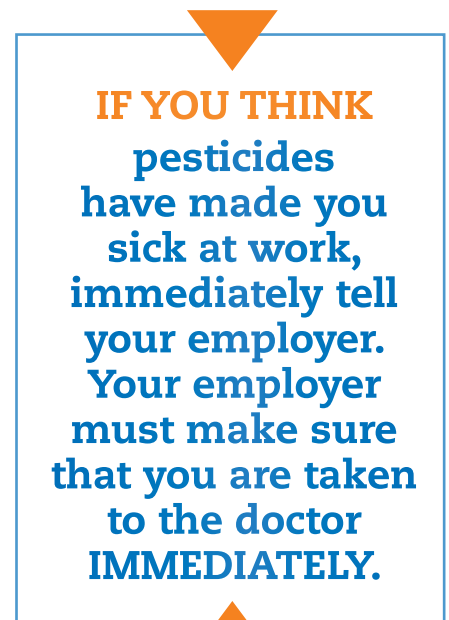 IF YOU THINK
pesticides
have made you
sick at work,
immediately tell
your employer.
Your employer
must make sure
that you are taken
to the doctor
IMMEDIATELY.